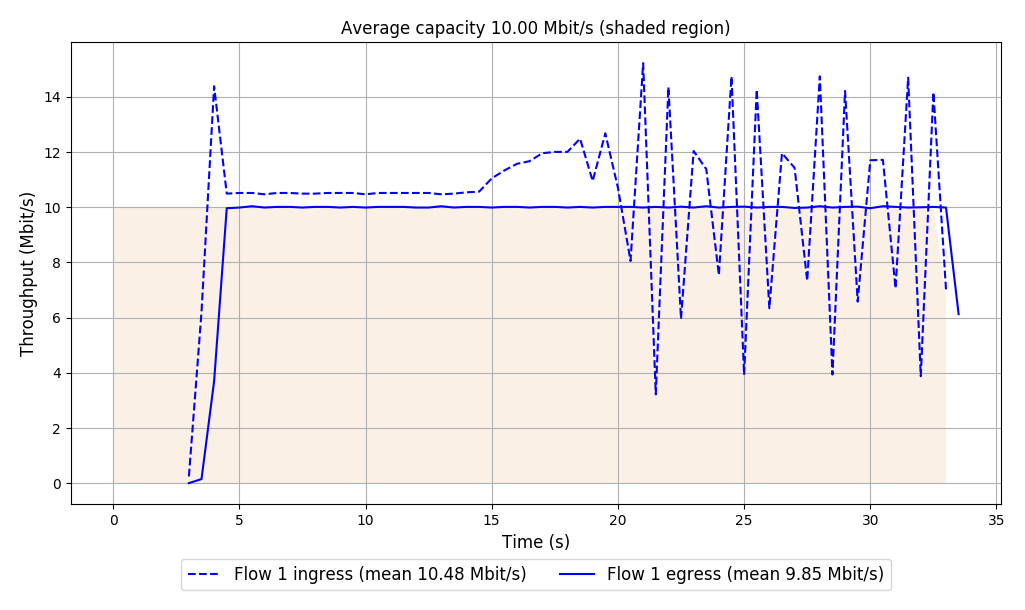 Average capacity 10.00 Mbit/s (shaded region)
Throughput (Mbit/s)
14
12
10
8
6
4
2
0
0 5 10 15 20 25 30 35
Time (s)
Flow 1 ingress (mean 10.48 Mbit/s) Flow 1 egress (mean 9.85 Mbit/s)